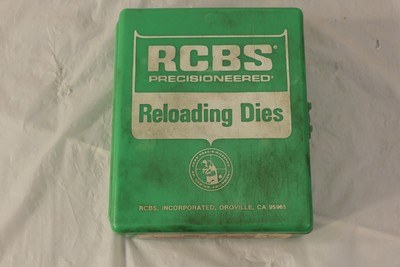 RCBS®
PRECISIONEERED®
Reloading Dies
RCBS, INCORPORATED, OROVILLE, CA 95965